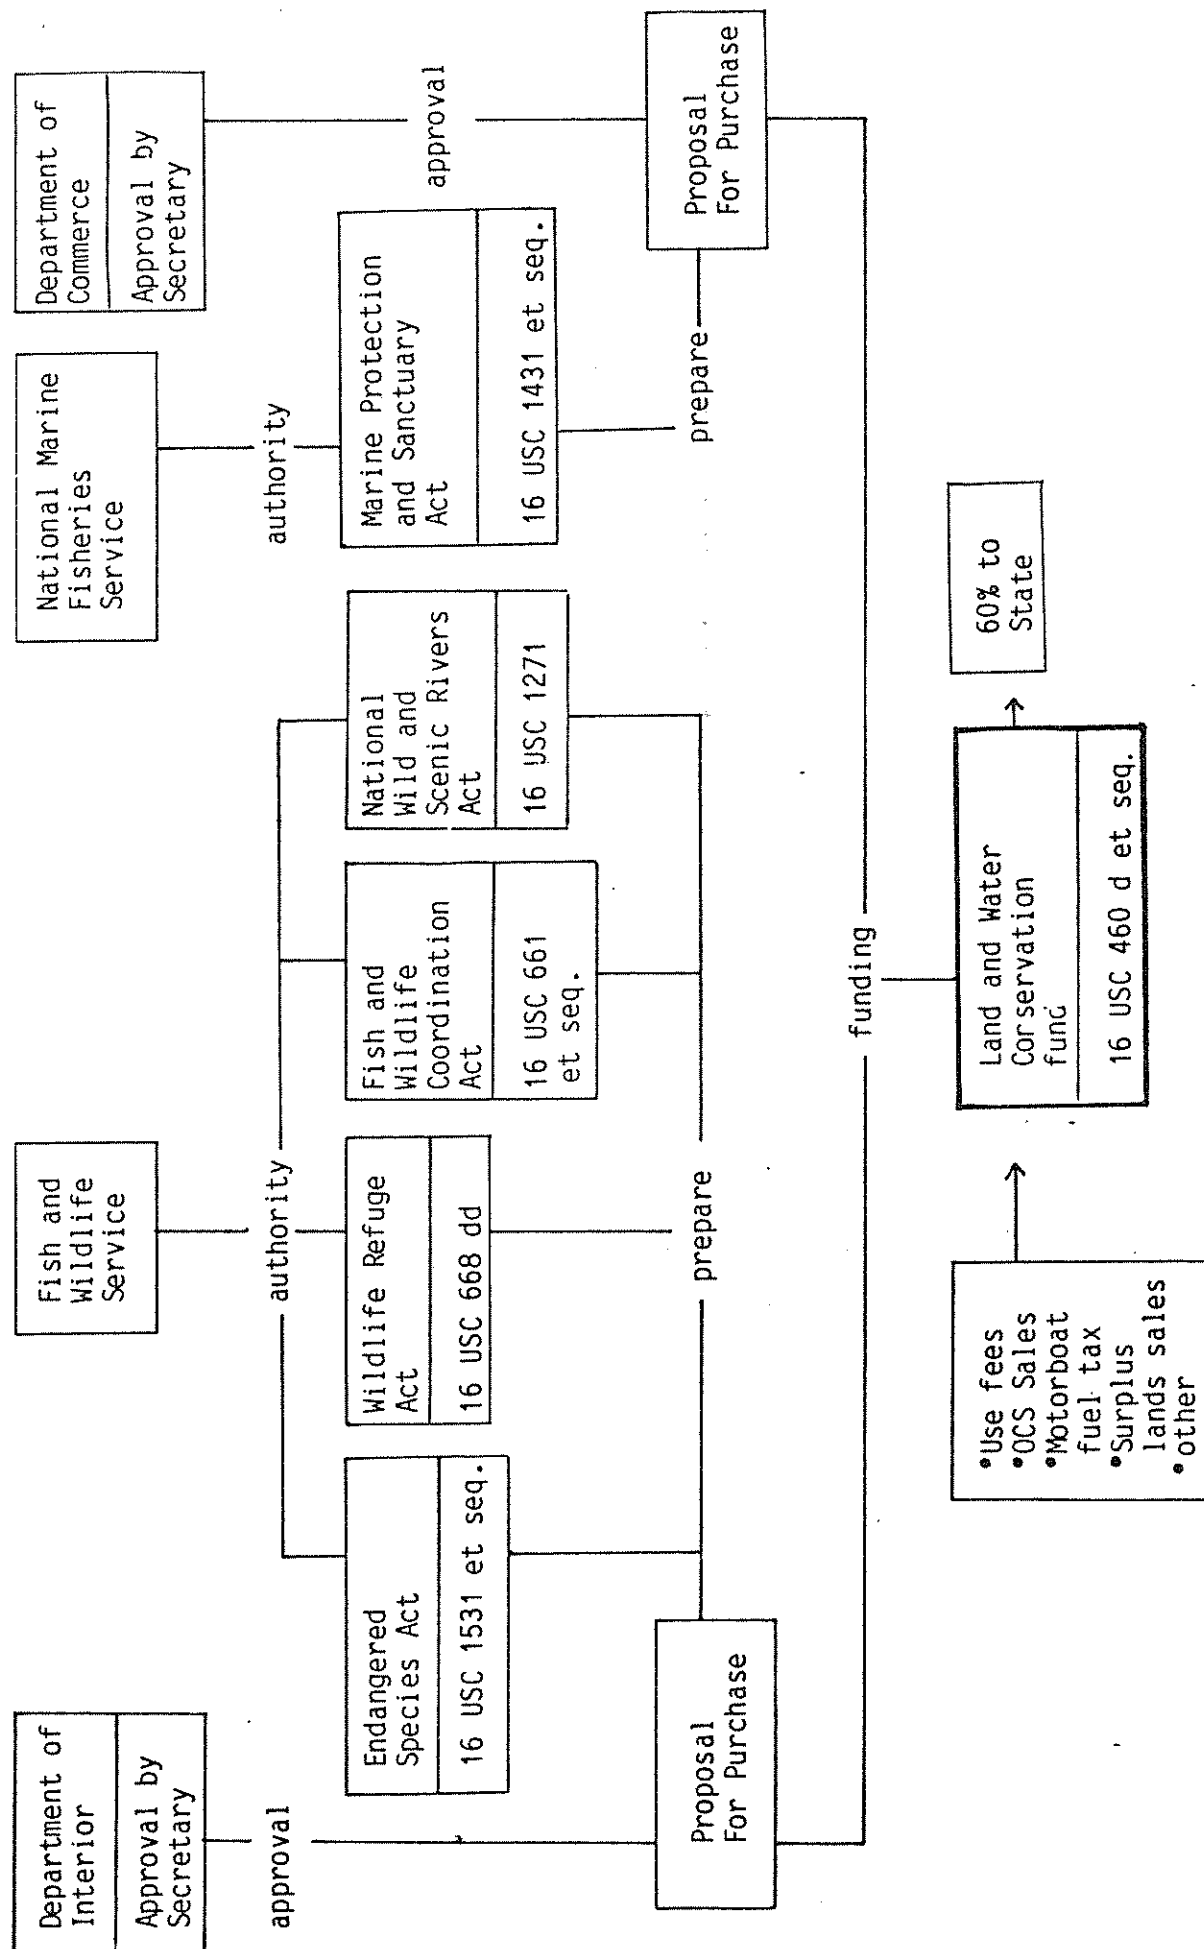 Department of
Interior
Approval by
Secretary
Fish and
Wildlife
Service
National Marine
Fisheries
Service
Department of
Commerce
Approval by
Secretary
approval
authority
authority
approval
Endangered
Species Act
16 USC 1531 et seq.
Wildlife Refuge
Act
16 USC 668 dd
Fish and
Wildlife
Coordination
Act
16 USC 661
et seq.
National
Wild and
Scenic Rivers
Act
16 USC 1271
Marine Protection
and Sanctuary
Act
16 USC 1431 et seq.
Proposal
For Purchase
prepare
prepare
Proposal
For Purchase
funding
•Use fees
•OCS Sales
•Motorboat
fuel tax
•Surplus
lands sales
•other
Land and Water
Corservation
fund
16 USC 460 d et seq.
60% to
State